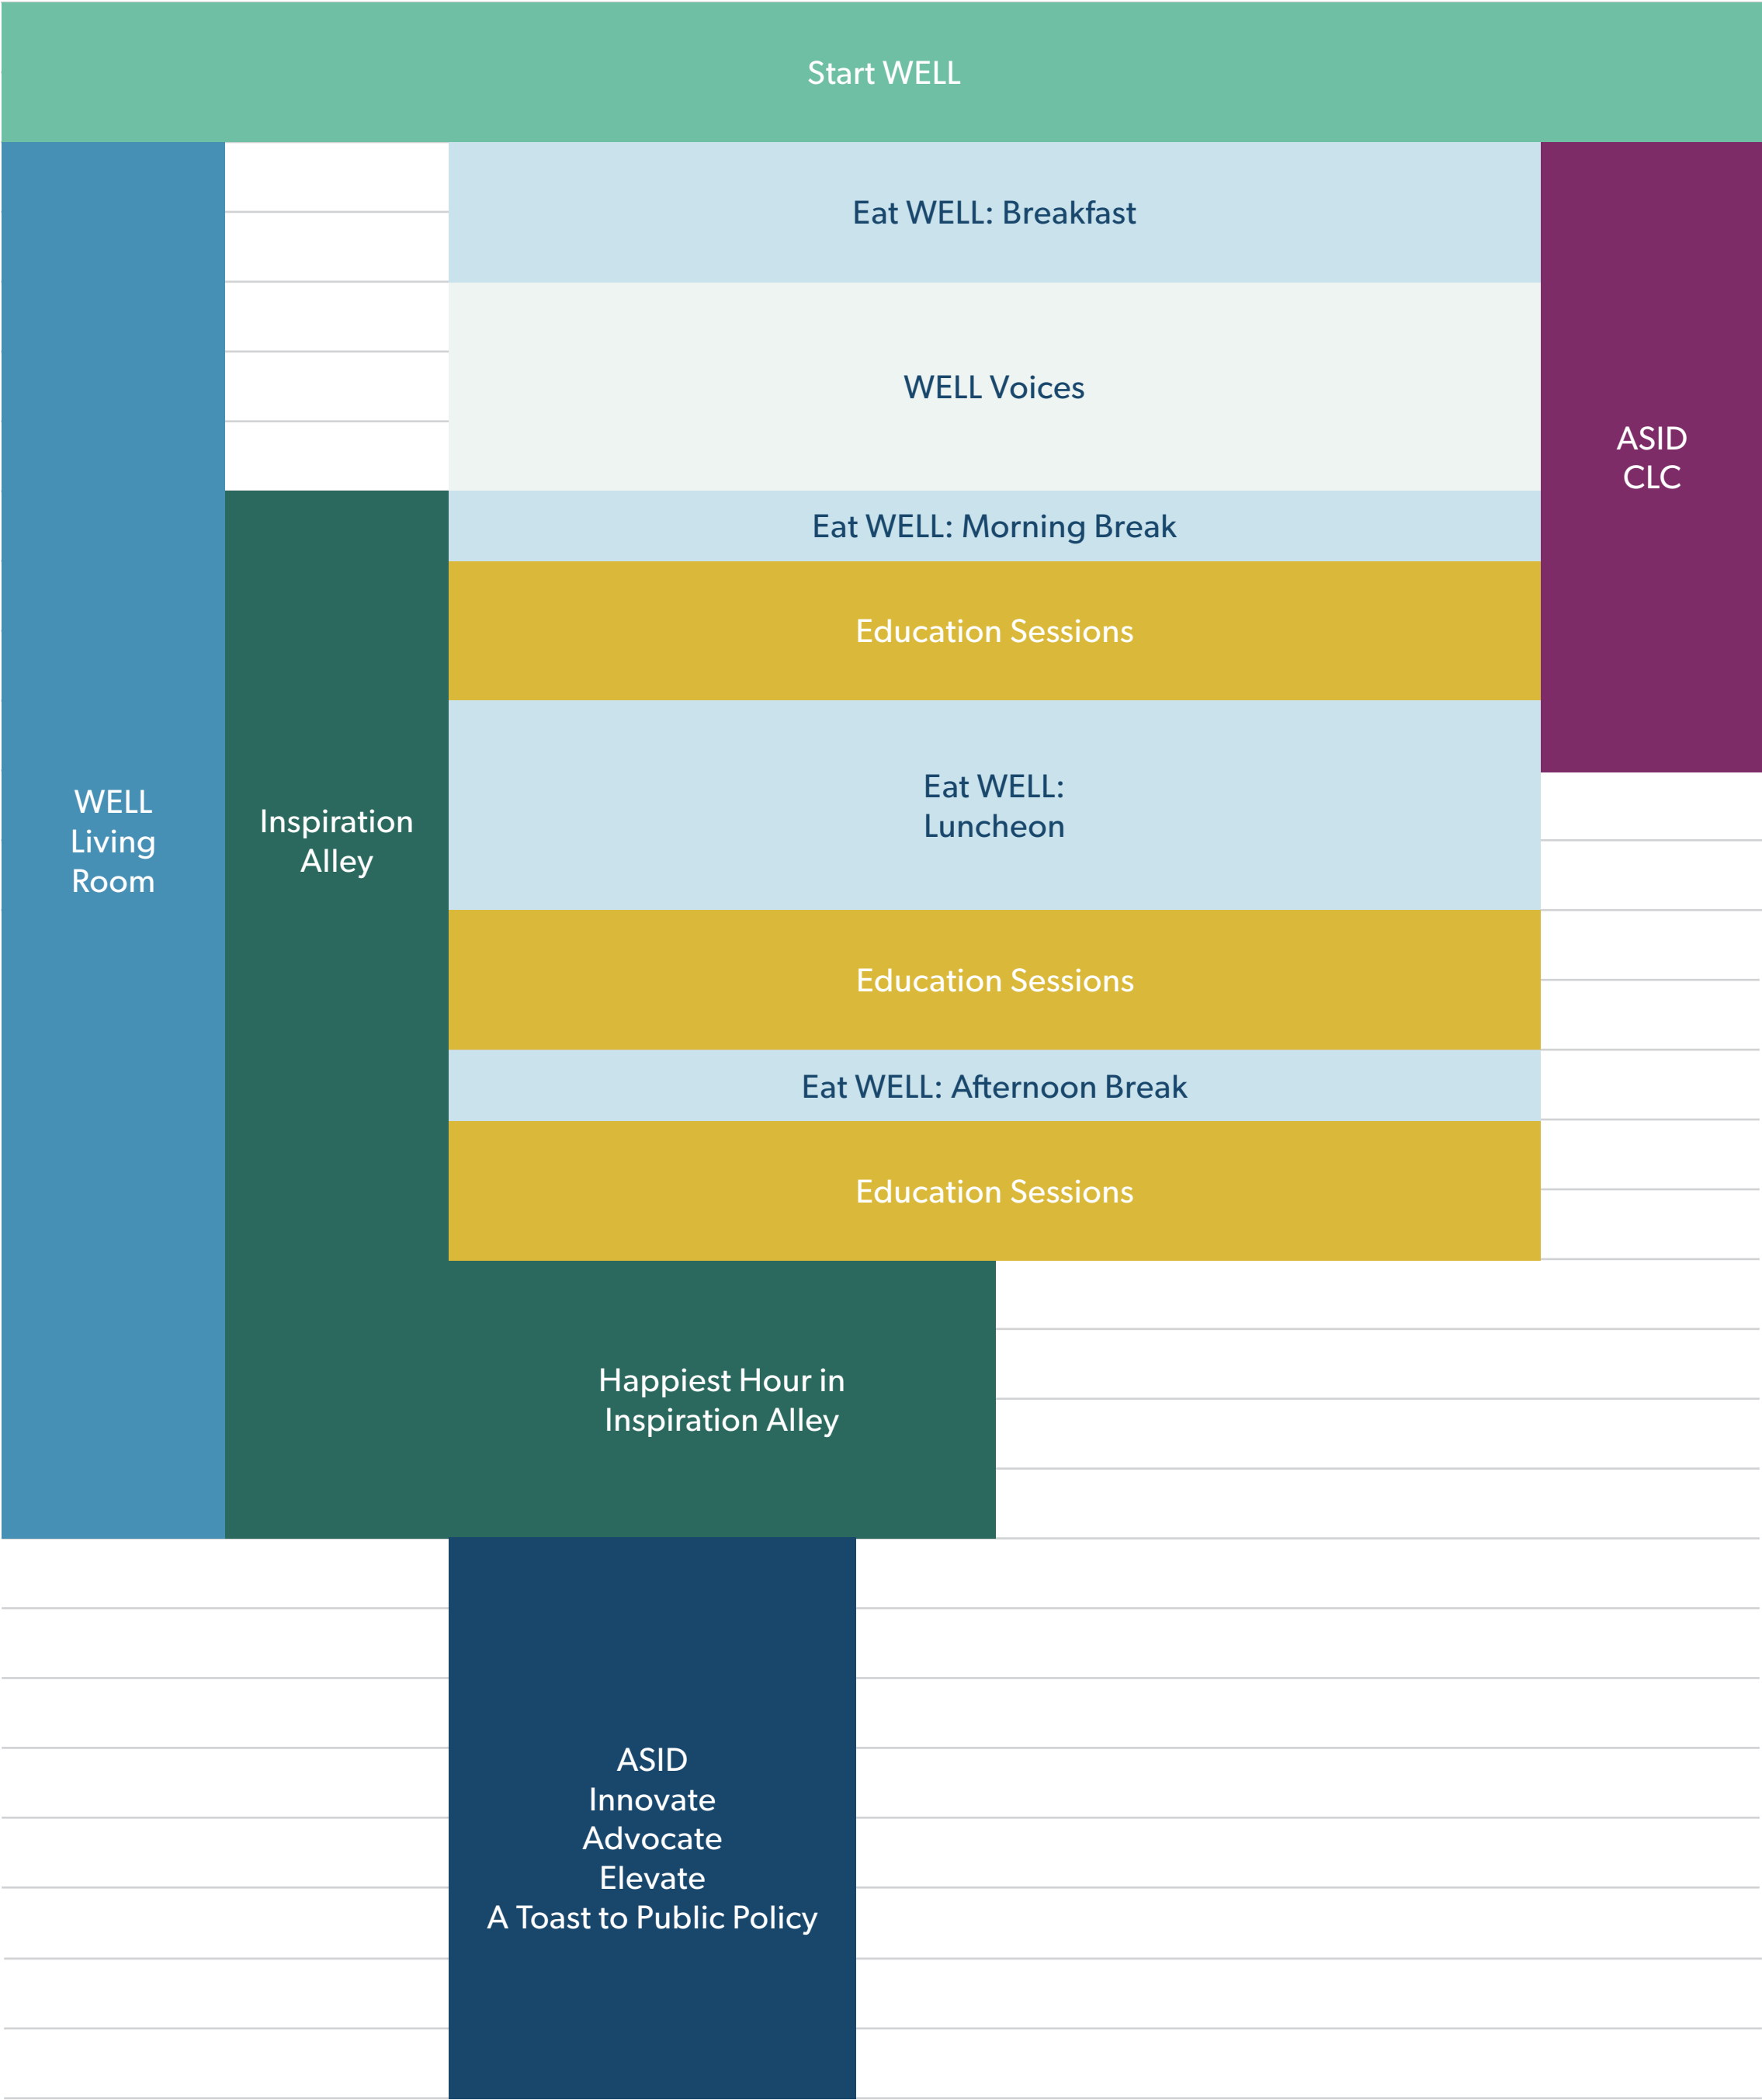 Start WELL
Eat WELL: Breakfast
WELL Voices
ASID
CLC
Eat WELL: Morning Break
Education Sessions
WELL
Living
Room
Inspiration
Alley
Eat WELL:
Luncheon
Education Sessions
Eat WELL: Afternoon Break
Education Sessions
Happiest Hour in
Inspiration Alley
ASID
Innovate
Advocate
Elevate
A Toast to Public Policy